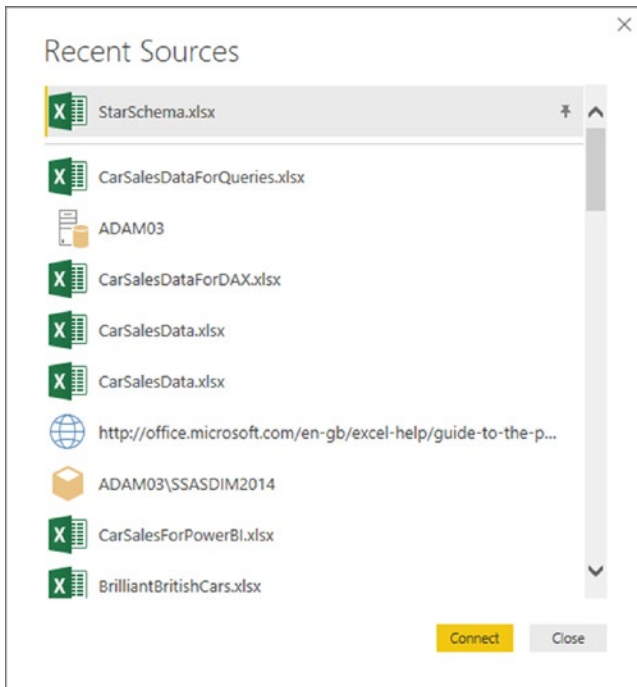 Recent Sources
StarSchema.xlsx
CarSalesDataForQueries.xlsx
ADAM03
CarSalesDataForDAX.xlsx
CarSalesData.xlsx
CarSalesData.xlsx
http://office.microsoft.com/en-gb/excel-help/guide-to-the-p...
ADAM03\SSASDIM2014
CarSalesForPowerBI.xlsx
BrilliantBritishCars.xlsx
Connect Close